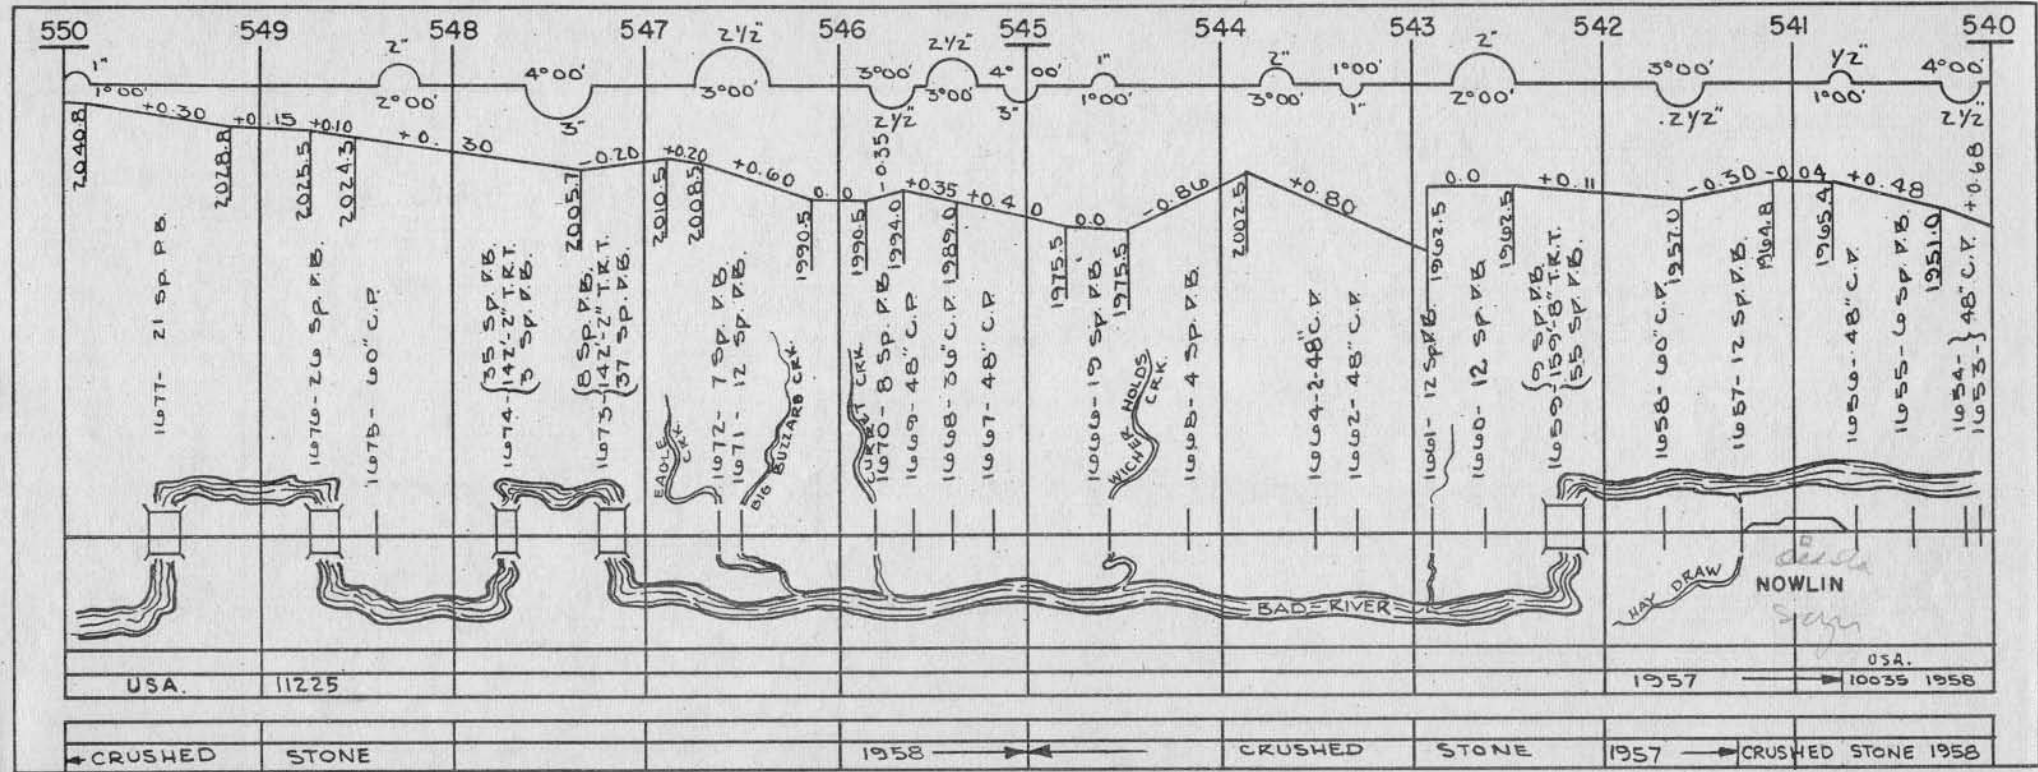 550 549 548 547 546 545 544 543 542 541 540
1" 2" 4°00' 2½" 3°00' 2½" 4°00' 1" 2" 1°00' 2" 3°00' ½" 4°00'
1°00' 2°00' 3" 3°00' 2½" 3°00' 3" 1°00' 3°00' 1" 2°00' 2½" 1°00' 2½"
+0.30 +0.15 +0.10 +0.30 -0.20 +0.20 +0.60 0.0 -0.355 +0.35 +0.40 0.0 -0.86 +0.80 0.0 +0.11 -0.30 -0.04 +0.48 +0.68
2040.8
2028.8
2025.5
2024.3
2005.7
2010.5
2008.5
1990.5
1990.5
1994.0
1989.0
1975.5
1975.5
2002.5
1962.5
1962.5
1957.0
1964.8
1965.4
1951.0
1677- 21 Sp. P.B.
1676- 26 Sp. P.B.
1675- 60" C.P.
1674- {35 Sp. P.B.
142'-2" T.R.T.
3 Sp. P.B.
1673- {8 Sp. P.B.
142'-2" T.R.T.
37 Sp. P.B.
EAGLE CRK.
1672- 7 Sp. P.B.
1671- 12 Sp. P.B.
BIG BUZZARB CRK.
CURRUT CRK.
1670- 8 Sp. P.B.
1669- 48" C.P.
1668- 36" C.P.
1667- 48" C.P.
1666- 19 Sp. P.B.
WICHER HOLDS CRK.
1665- 4 Sp. P.B.
1664-2-48" C.P.
1662- 48" C.P.
1661- 12 Sp. P.B.
1660- 12 Sp. P.B.
1659- {9 Sp. P.B.
159'-8" T.R.T.
55 Sp. P.B.
1658- 60" C.P.
1657- 12 Sp. P.B.
1656- 48" C.P.
1655- 6 Sp. P.B.
1654- }
1653- } 48" C.P.
BAD RIVER
HAY DRAW
NOWLIN
USA. 11225
USA.
1957 10035 1958
CRUSHED STONE 1958 CRUSHED STONE 1957 CRUSHED STONE 1958